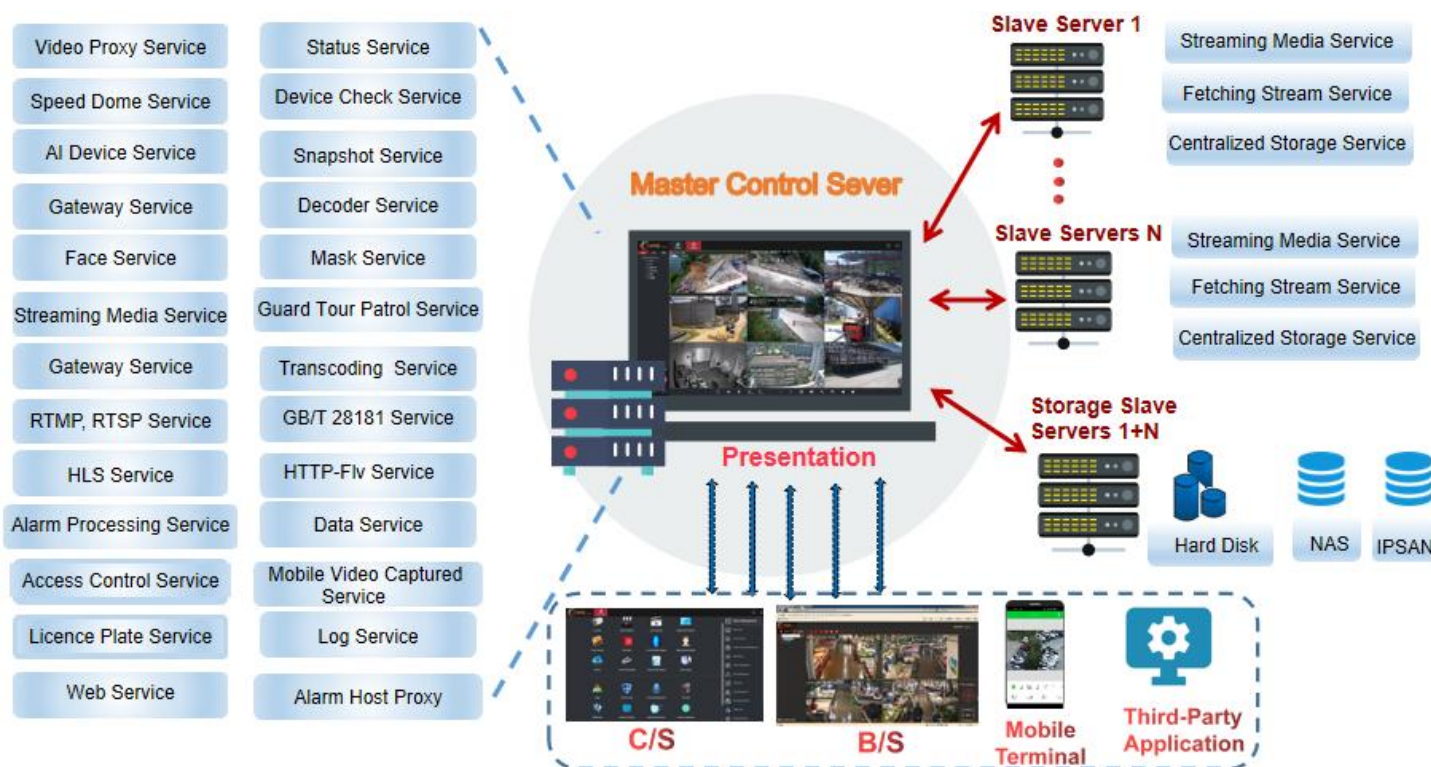 Video Proxy Service
Speed Dome Service
AI Device Service
Gateway Service
Face Service
Streaming Media Service
Gateway Service
RTMP, RTSP Service
HLS Service
Alarm Processing Service
Access Control Service
Licence Plate Service
Web Service
Status Service
Device Check Service
Snapshot Service
Decoder Service
Mask Service
Guard Tour Patrol Service
Transcoding Service
GB/T 28181 Service
HTTP-Flv Service
Data Service
Mobile Video Captured
Service
Log Service
Alarm Host Proxy
Master Control Sever
Presentation
Slave Server 1
Streaming Media Service
Fetching Stream Service
Centralized Storage Service
Slave Servers N
Streaming Media Service
Fetching Stream Service
Centralized Storage Service
Storage Slave
Servers 1+N
Hard Disk
NAS
IPSAN
C/S
B/S
Mobile
Terminal
Third-Party
Application